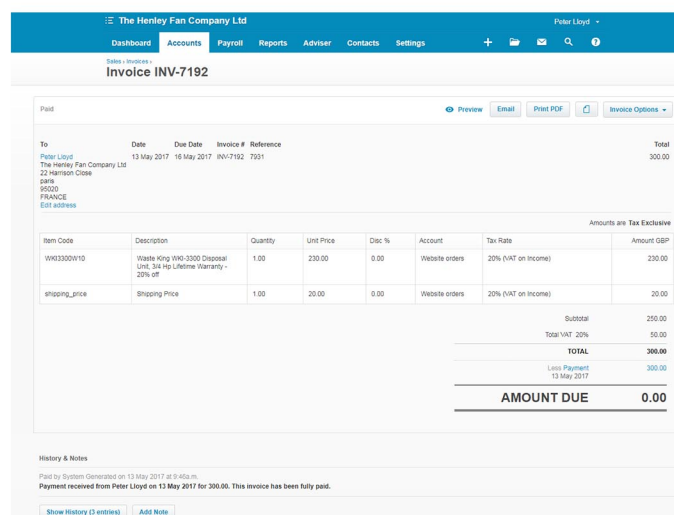 The Henley Fan Company Ltd
Peter Lloyd
Dashboard Accounts Payroll Reports Adviser Contacts Settings
Sales › Invoices ›
Invoice INV-7192
Paid
Preview Email Print PDF Invoice Options
To Date Due Date Invoice # Reference Total
Peter Lloyd 13 May 2017 16 May 2017 INV-7192 7931 300.00
The Henley Fan Company Ltd
22 Harrison Close
paris
95020
FRANCE
Edit address
Amounts are Tax Exclusive
Item Code Description Quantity Unit Price Disc % Account Tax Rate Amount GBP
WKI3300W10 Waste King WKI-3300 Disposal 1.00 230.00 0.00 Website orders 20% (VAT on Income) 230.00
Unit, 3/4 Hp Lifetime Warranty -
20% off
shipping_price Shipping Price 1.00 20.00 0.00 Website orders 20% (VAT on Income) 20.00
Subtotal 250.00
Total VAT 20% 50.00
TOTAL 300.00
Less Payment 300.00
13 May 2017
AMOUNT DUE 0.00
History & Notes
Paid by System Generated on 13 May 2017 at 9:46a.m.
Payment received from Peter Lloyd on 13 May 2017 for 300.00. This invoice has been fully paid.
Show History (3 entries) Add Note